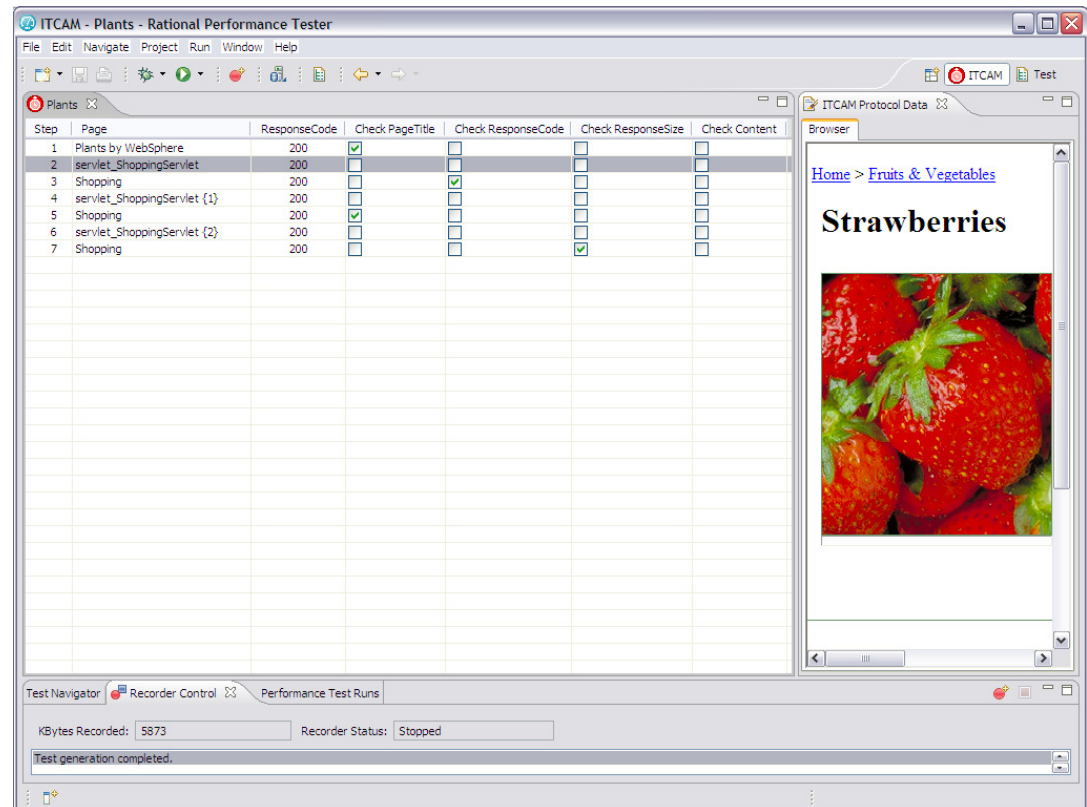 ITCAM - Plants - Rational Performance Tester
File Edit Navigate Project Run Window Help
ITCAM Test
Plants
Step Page ResponseCode Check PageTitle Check ResponseCode Check ResponseSize Check Content
1 Plants by WebSphere 200
2 servlet_ShoppingServlet 200
3 Shopping 200
4 servlet_ShoppingServlet {1} 200
5 Shopping 200
6 servlet_ShoppingServlet {2} 200
7 Shopping 200
ITCAM Protocol Data
Browser
Home > Fruits & Vegetables
Strawberries
Test Navigator Recorder Control Performance Test Runs
KBytes Recorded: 5873 Recorder Status: Stopped
Test generation completed.